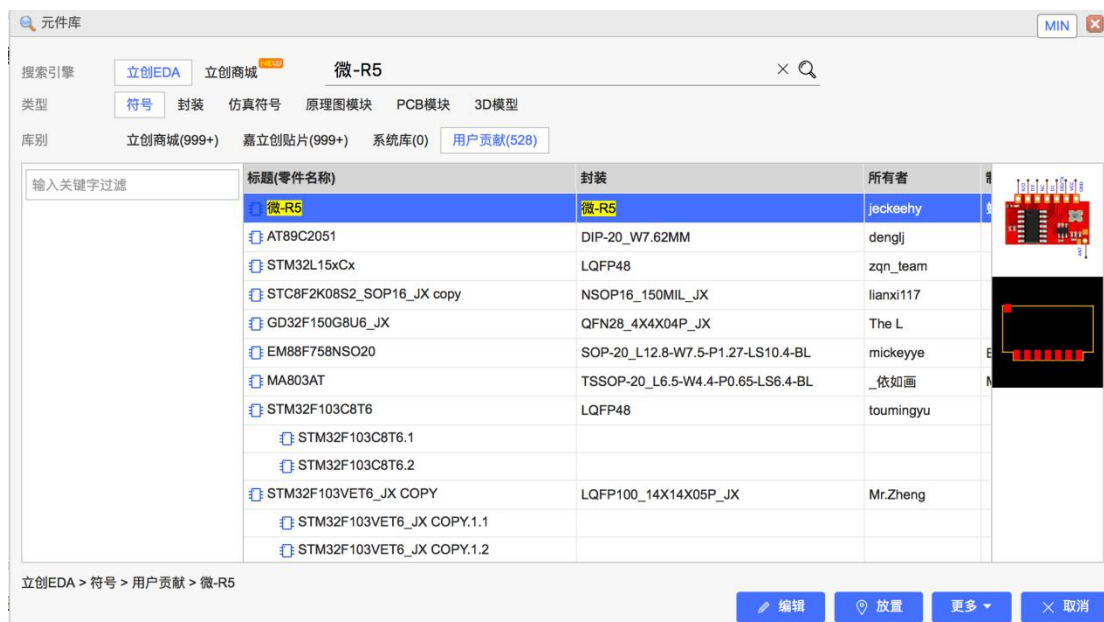 元件库 MIN
搜索引擎 立创EDA 立创商城 NEW 微-R5
类型 符号 封装 仿真符号 原理图模块 PCB模块 3D模型
库别 立创商城(999+) 嘉立创贴片(999+) 系统库(0) 用户贡献(528)
输入关键字过滤
标题(零件名称) 封装 所有者
微-R5 微-R5 jeckeehy
AT89C2051 DIP-20_W7.62MM denglj
STM32L15xCx LQFP48 zqn_team
STC8F2K08S2_SOP16_JX copy NSOP16_150MIL_JX lianxi117
GD32F150G8U6_JX QFN28_4X4X04P_JX The L
EM88F758NSO20 SOP-20_L12.8-W7.5-P1.27-LS10.4-BL mickeyye
MA803AT TSSOP-20_L6.5-W4.4-P0.65-LS6.4-BL _依如画
STM32F103C8T6 LQFP48 toumingyu
STM32F103C8T6.1
STM32F103C8T6.2
STM32F103VET6_JX COPY LQFP100_14X14X05P_JX Mr.Zheng
STM32F103VET6_JX COPY.1.1
STM32F103VET6_JX COPY.1.2
ANT
立创EDA > 符号 > 用户贡献 > 微-R5
编辑 放置 更多 取消